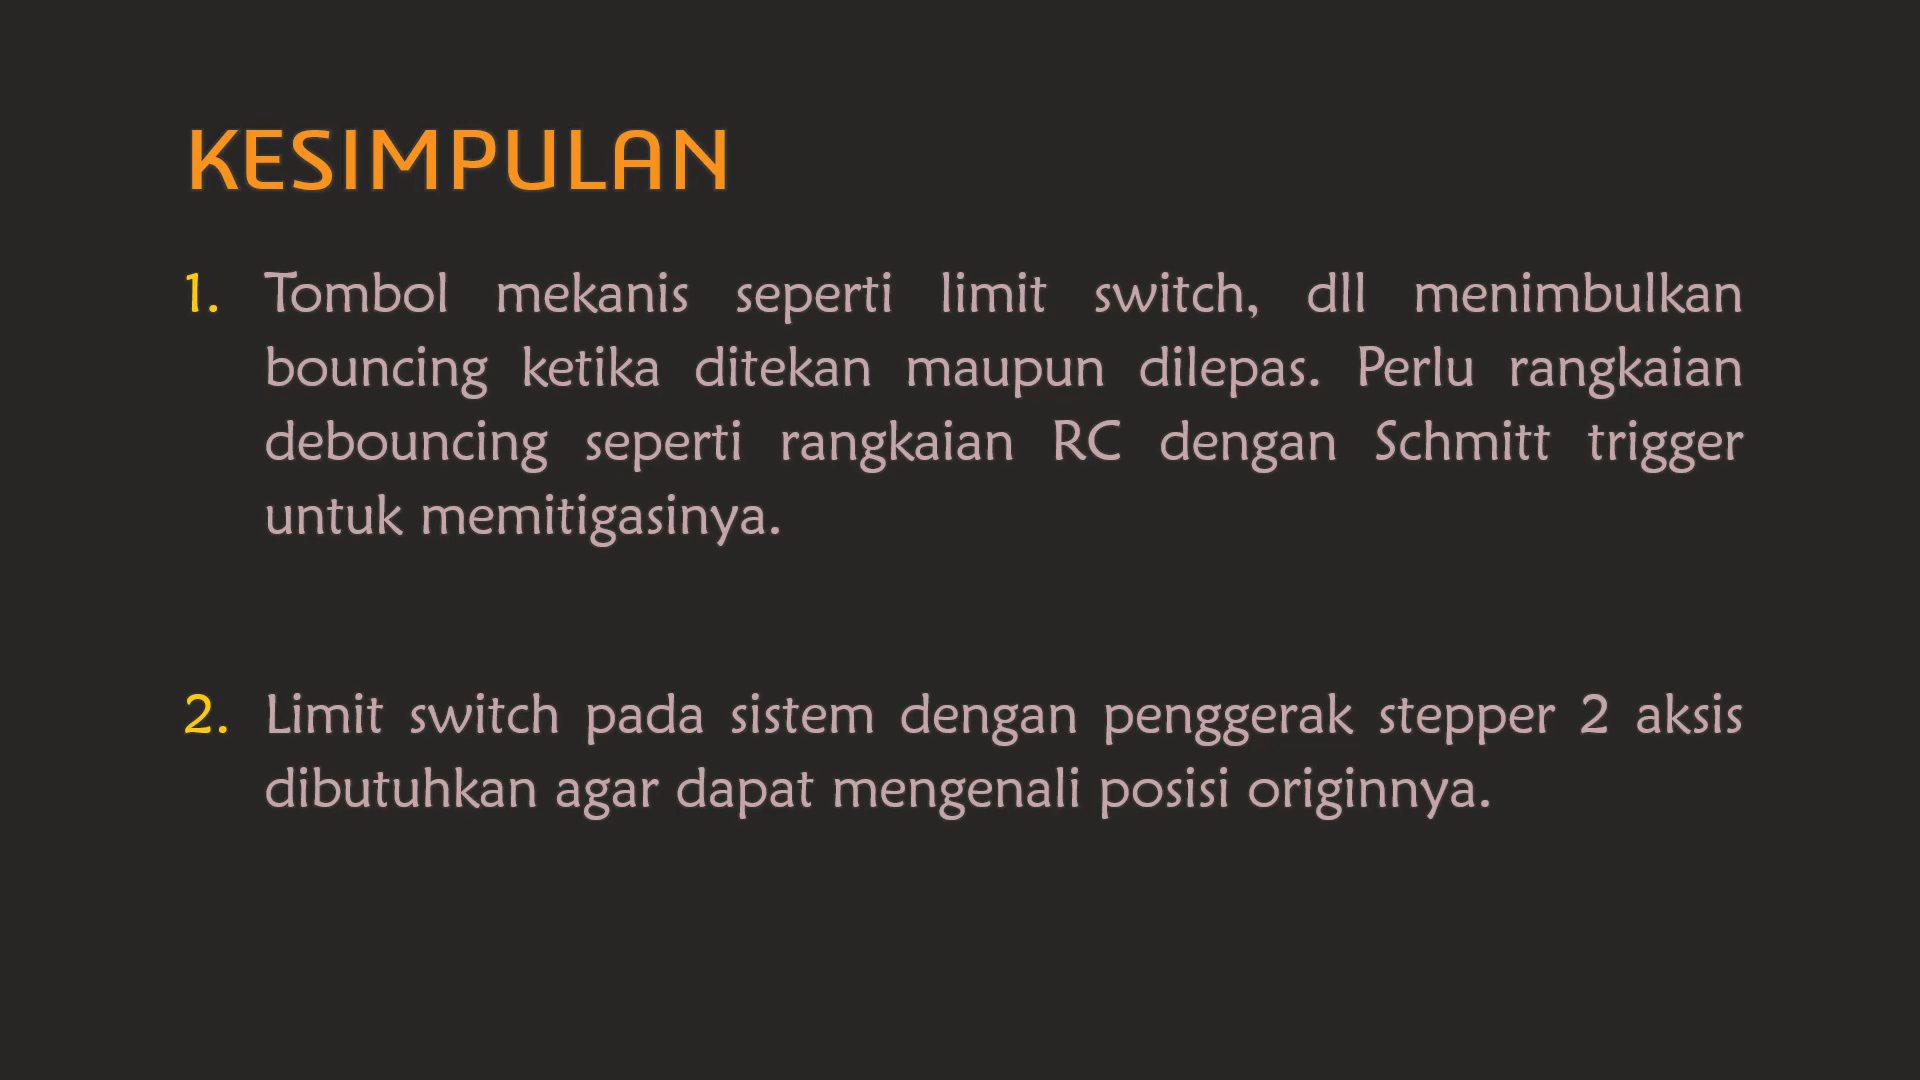 KESIMPULAN
1. Tombol mekanis seperti limit switch, dll menimbulkan
bouncing ketika ditekan maupun dilepas. Perlu rangkaian
debouncing seperti rangkaian RC dengan Schmitt trigger
untuk memitigasinya.
2. Limit switch pada sistem dengan penggerak stepper 2 aksis
dibutuhkan agar dapat mengenali posisi originnya.